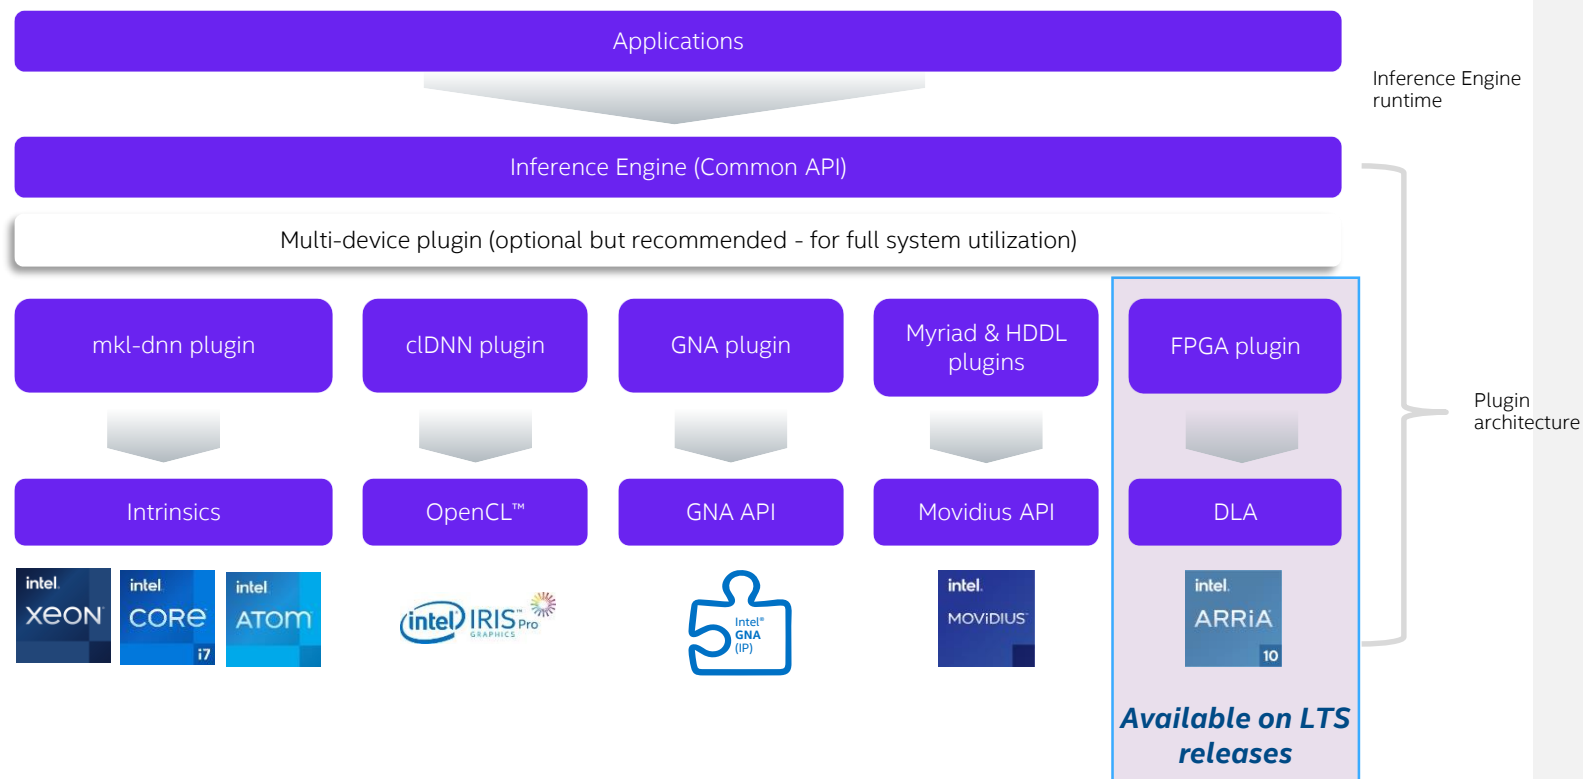 Applications
Inference Engine
runtime
Inference Engine (Common API)
Multi-device plugin (optional but recommended - for full system utilization)
mkl-dnn plugin
clDNN plugin
GNA plugin
Myriad & HDDL
plugins
FPGA plugin
Plugin
architecture
Intrinsics
OpenCL™
GNA API
Movidius API
DLA
intel.
XEON
intel.
CORE
i7
intel.
ATOM
intel IRIS™ Pro
GRAPHICS
Intel®
GNA
(IP)
intel.
MOVIDIUS™
intel.
ARRIA
10
Available on LTS
releases